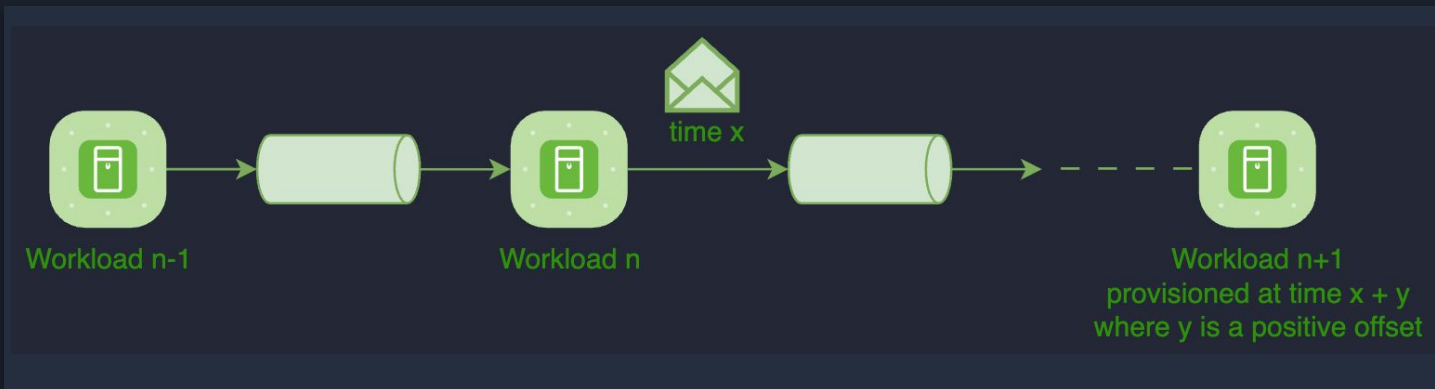 time x
Workload n-1
Workload n
Workload n+1
provisioned at time x + y
where y is a positive offset